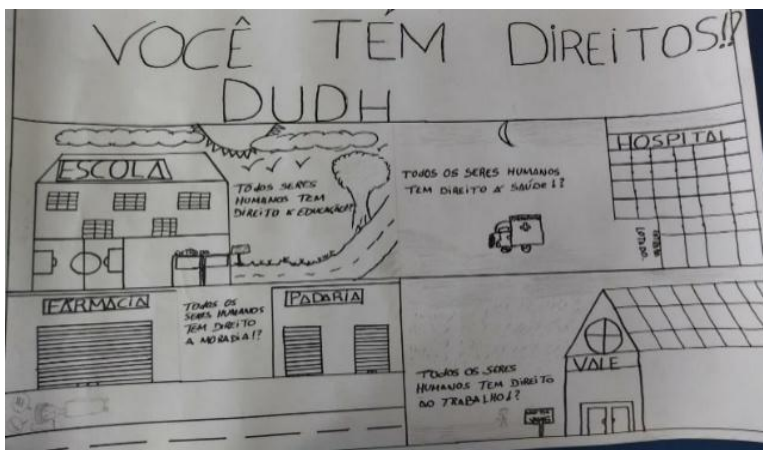 VOCÊ TEM DIREITOS!?
DUDH
ESCOLA
TODOS SERES
HUMANOS TEM
DIREITO A EDUCAÇÃO!?
TODOS OS SERES HUMANOS
TEM DIREITO A SAÚDE!?
HOSPITAL
FARMACIA
TODOS OS
SERES HUMANOS
TEM DIREITO
A MORADIA!?
PADARIA
TODOS OS SERES
HUMANOS TEM DIREITO
AO TRABALHO!?
VALE